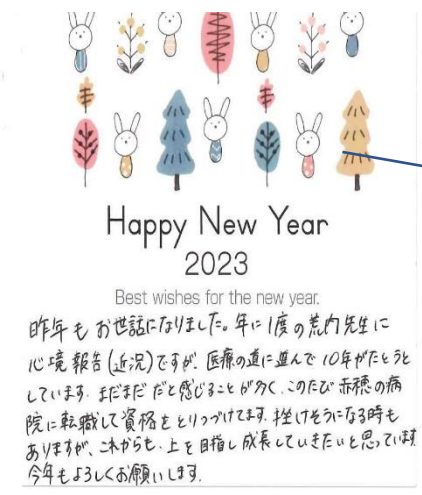 Happy New Year
2023
Best wishes for the new year.
昨年もお世話になりました。年に1度の荒内先生に
心境報告(近況)ですが、医療の道に進んで10年がたとうと
しています。まだまだ だと感じることが多く、このたび赤穂の病
院に転職して資格をとりつづけてます。挫けそうになる時も
ありますが、これからも、上を目指し成長していきたいと思っています
今年もよろしくお願いします。